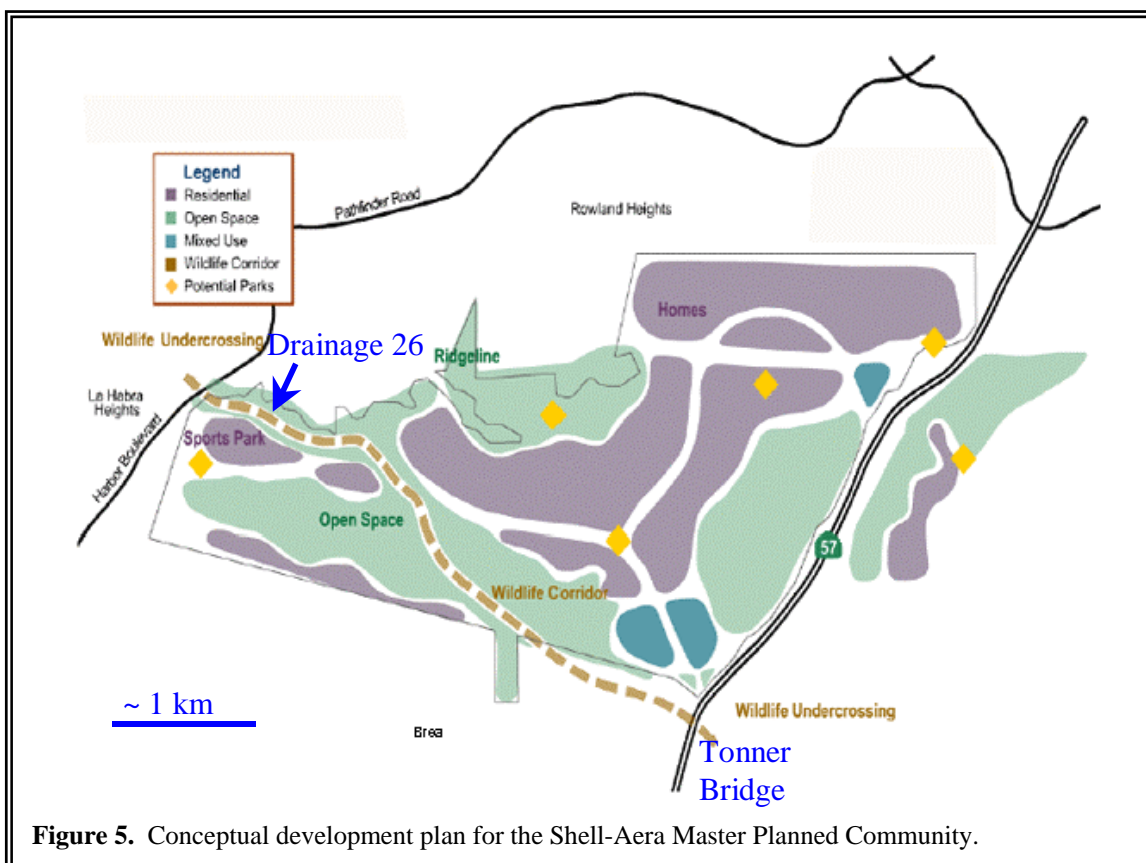 Legend
Residential
Open Space
Mixed Use
Wildlife Corridor
Potential Parks
Pathfinder Road
Rowland Heights
Homes
Wildlife Undercrossing
Drainage 26
Ridgeline
La Habra
Heights
Harbor Boulevard
Sports Park
Open Space
57
Wildlife Corridor
~ 1 km
Brea
Wildlife Undercrossing
Tonner
Bridge
Figure 5. Conceptual development plan for the Shell-Aera Master Planned Community.